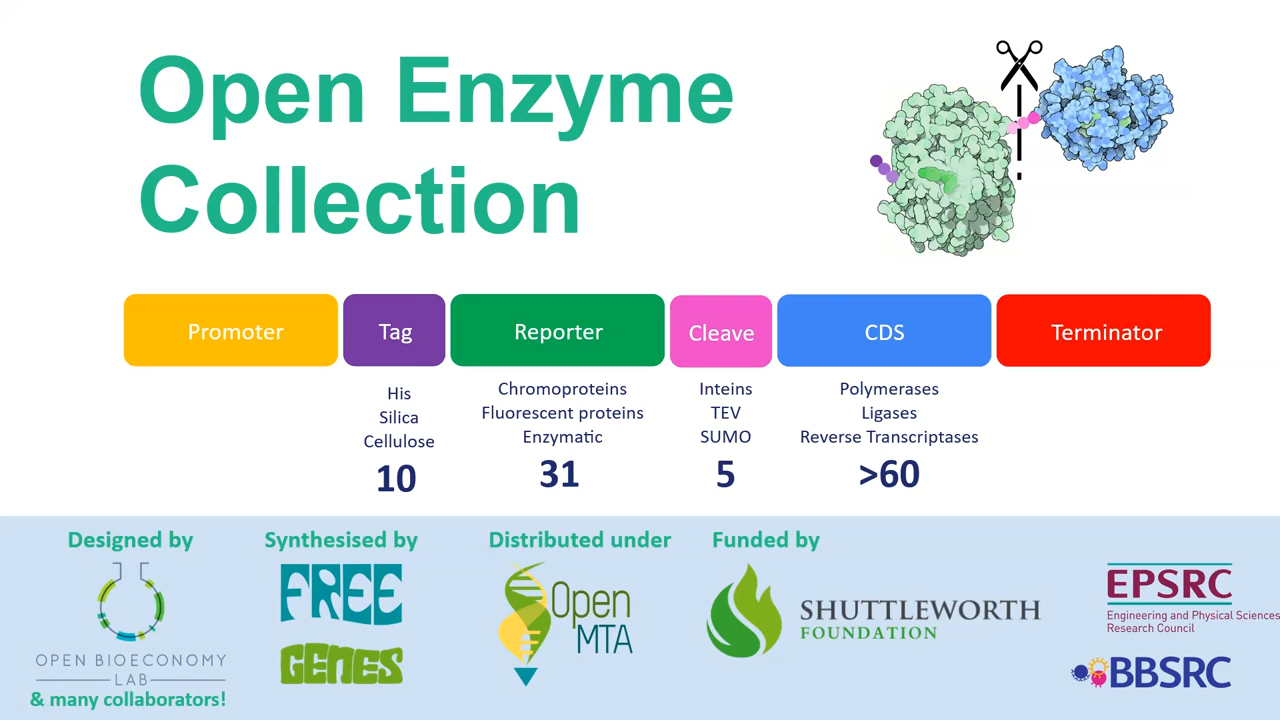 Open Enzyme
Collection
Promoter
Tag
Reporter
Cleave
CDS
Terminator
His
Silica
Cellulose
10
Chromoproteins
Fluorescent proteins
Enzymatic
31
Inteins
TEV
SUMO
5
Polymerases
Ligases
Reverse Transcriptases
>60
Designed by
OPEN BIOECONOMY
LAB
& many collaborators!
Synthesised by
FREE
GENES
Distributed under
Open
MTA
Funded by
SHUTTLEWORTH
FOUNDATION
EPSRC
Engineering and Physical Sciences
Research Council
BBSRC